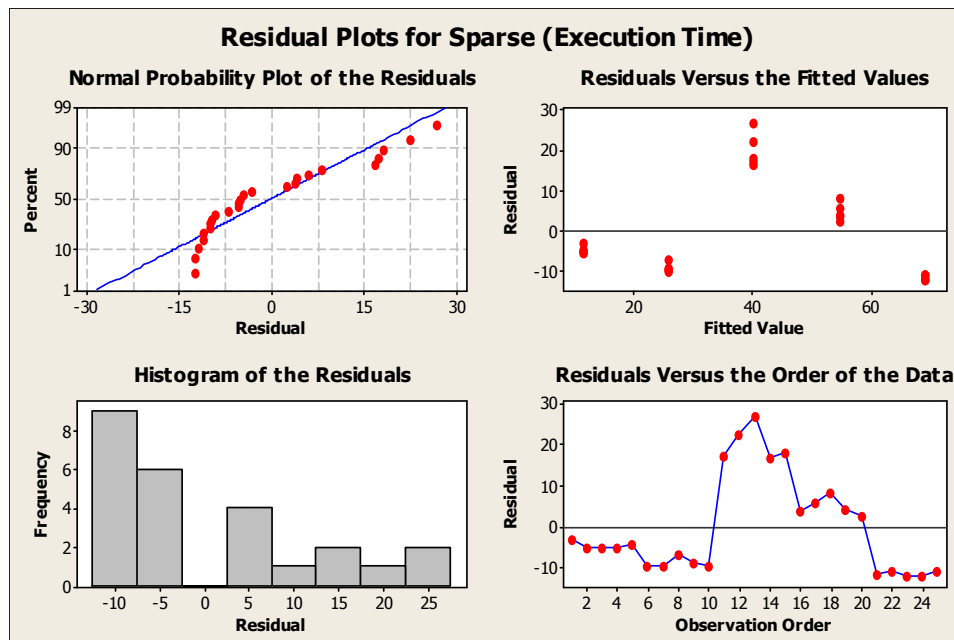 Residual Plots for Sparse (Execution Time)
Normal Probability Plot of the Residuals
99
90
50
10
1
Percent
-30 -15 0 15 30
Residual
Residuals Versus the Fitted Values
30
20
10
0
-10
Residual
20 40 60
Fitted Value
Histogram of the Residuals
8
6
4
2
0
Frequency
-10 -5 0 5 10 15 20 25
Residual
Residuals Versus the Order of the Data
30
20
10
0
-10
Residual
2 4 6 8 10 12 14 16 18 20 22 24
Observation Order